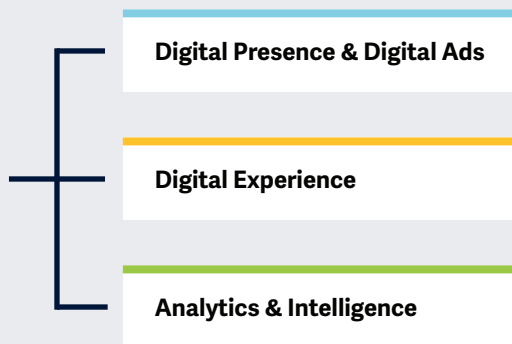 Digital Presence & Digital Ads
Digital Experience
Analytics & Intelligence